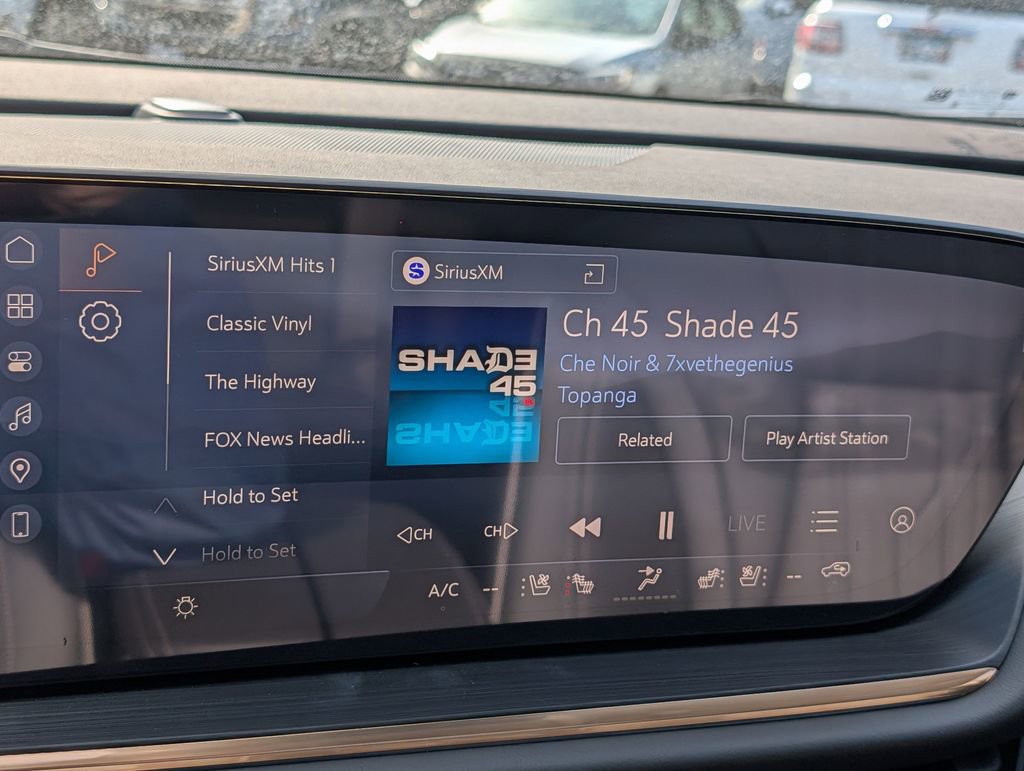 SiriusXM Hits 1
Classic Vinyl
The Highway
FOX News Headli...
Hold to Set
Hold to Set
SiriusXM
SHADE
45
Ch 45 Shade 45
Che Noir & 7xvethegenius
Topanga
Related
Play Artist Station
CH
CH
LIVE
A/C
--
--